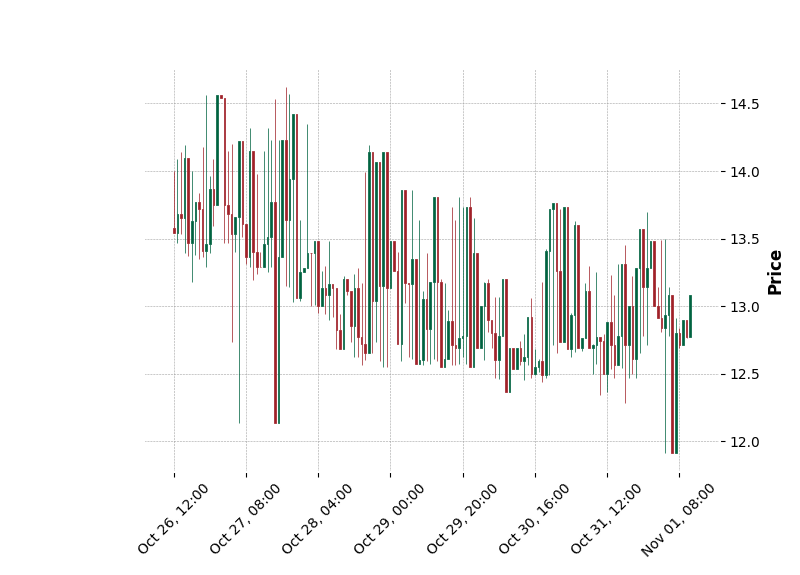 14.5
14.0
13.5
13.0
12.5
12.0
Price
Oct 26, 12:00
Oct 27, 08:00
Oct 28, 04:00
Oct 29, 00:00
Oct 29, 20:00
Oct 30, 16:00
Oct 31, 12:00
Nov 01, 08:00